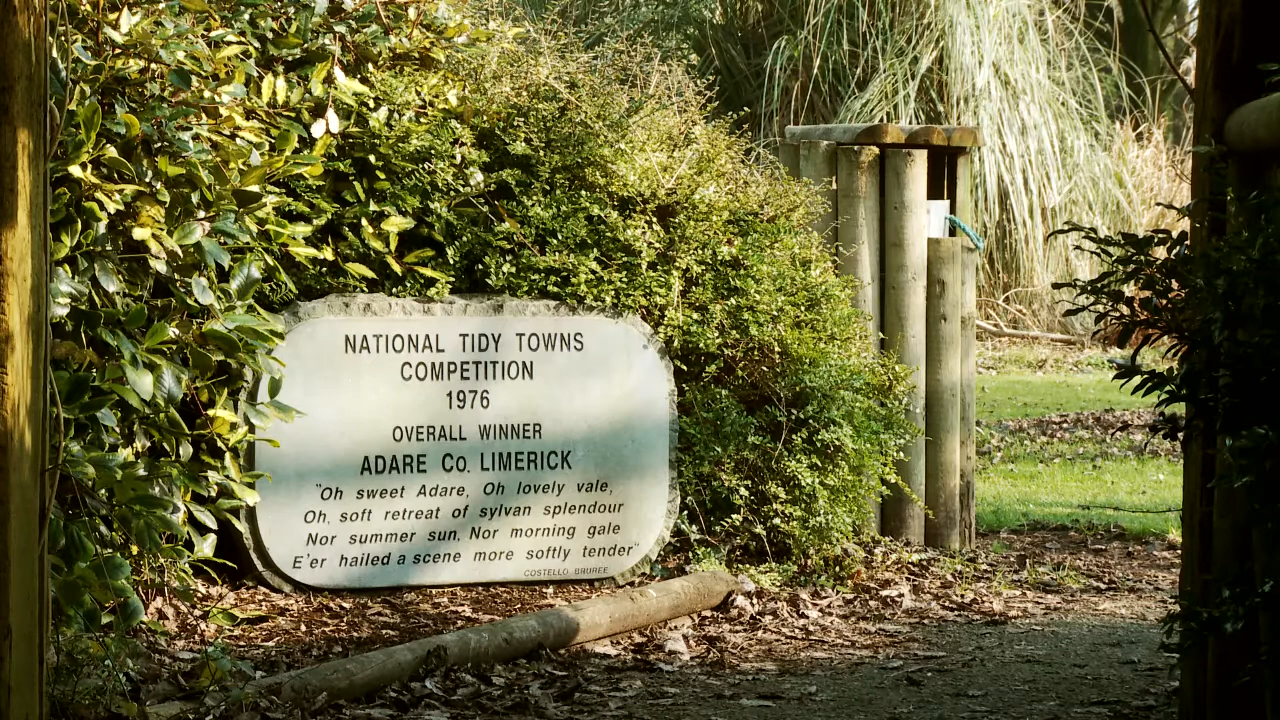 NATIONAL TIDY TOWNS
COMPETITION
1976
OVERALL WINNER
ADARE Co. LIMERICK
"Oh sweet Adare, Oh lovely vale,
Oh, soft retreat of sylvan splendour
Nor summer sun, Nor morning gale
E'er hailed a scene more softly tender"
COSTELLO BRUREE